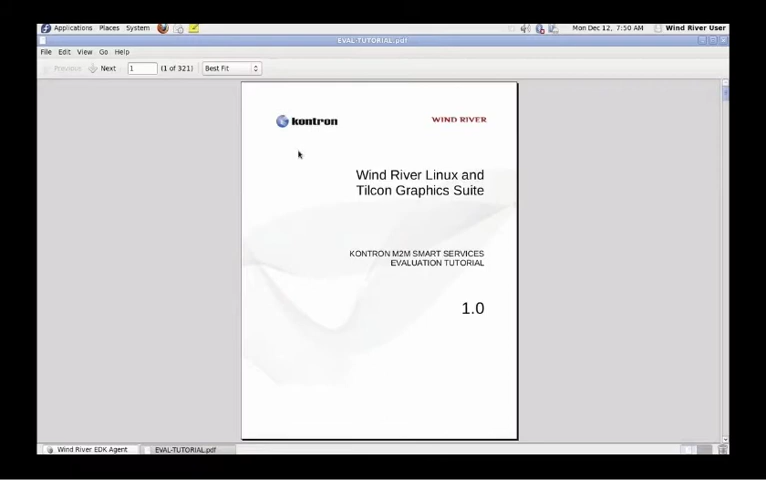 Applications Places System Mon Dec 12, 7:50 AM Wind River User
EVAL-TUTORIAL.pdf
File Edit View Go Help
Previous Next 1 (1 of 321) Best Fit
kontron WIND RIVER
Wind River Linux and
Tilcon Graphics Suite
KONTRON M2M SMART SERVICES
EVALUATION TUTORIAL
1.0
Wind River EDK Agent EVAL-TUTORIAL.pdf